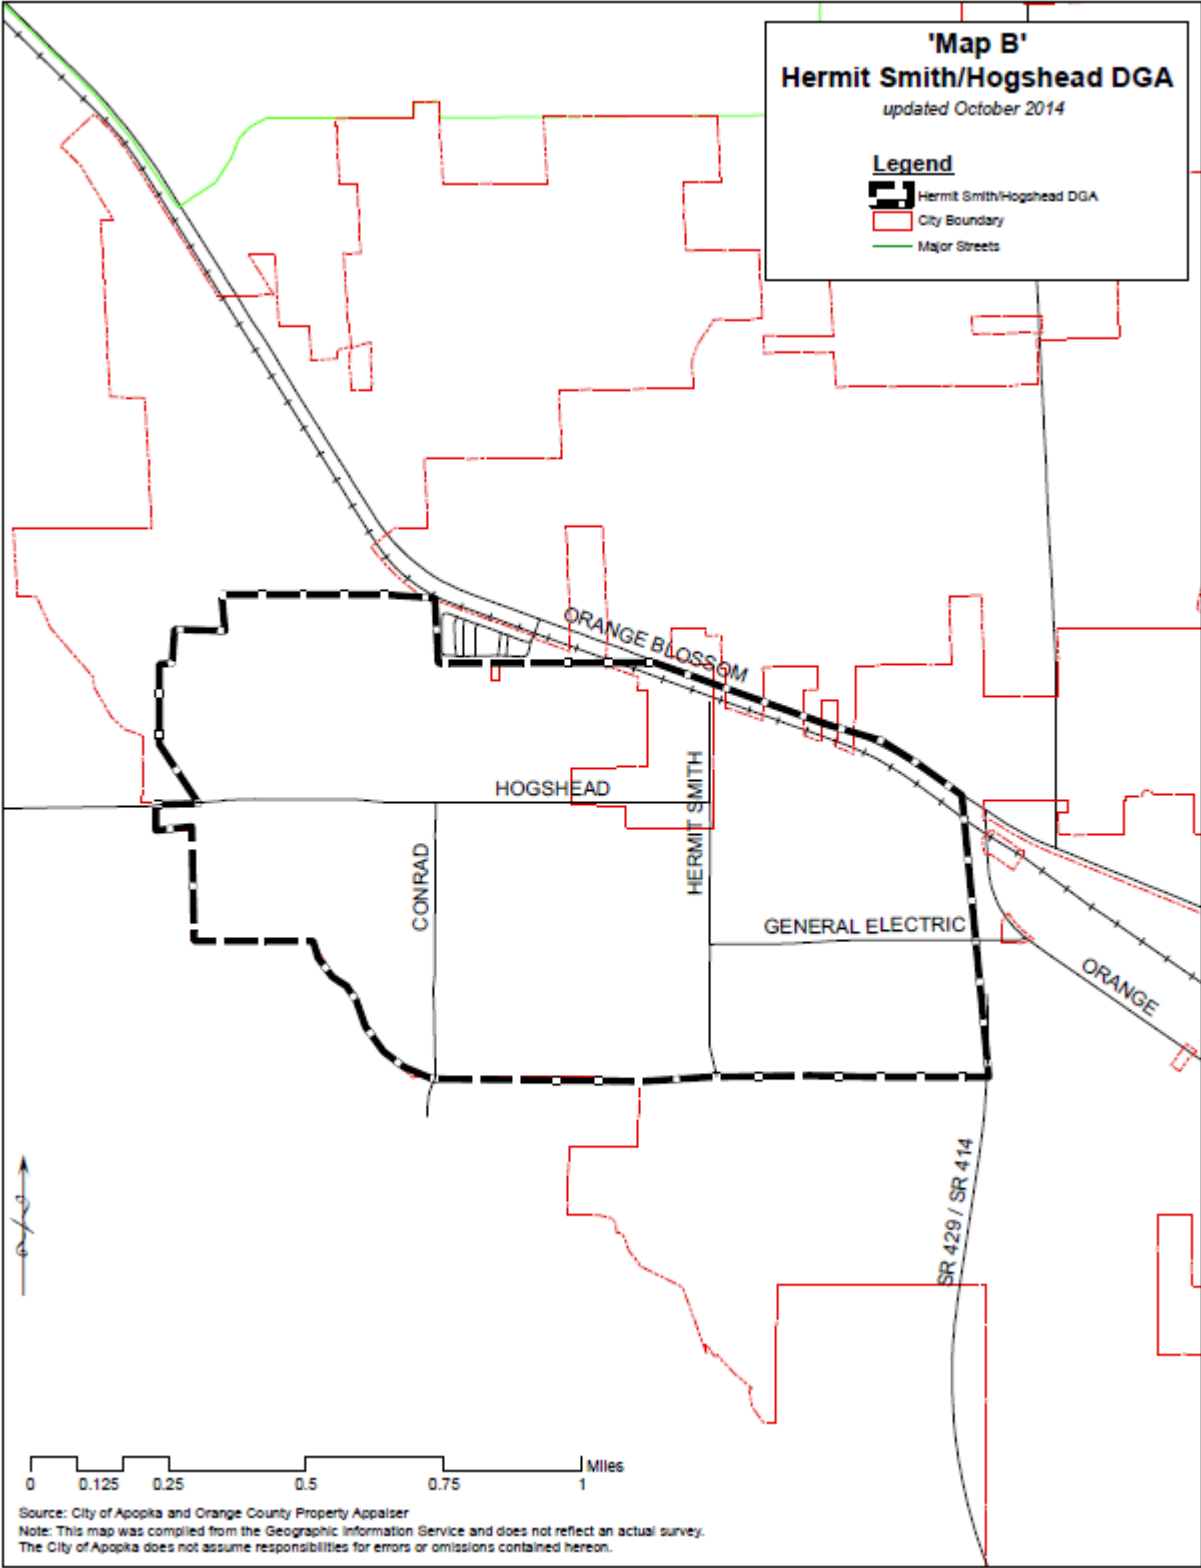 'Map B'
Hermit Smith/Hogshead DGA
updated October 2014
Legend
Hermit Smith/Hogshead DGA
City Boundary
Major Streets
ORANGE BLOSSOM
HOGSHEAD
HERMIT SMITH
CONRAD
GENERAL ELECTRIC
ORANGE
SR 429 / SR 414
Miles
0 0.125 0.25 0.5 0.75 1
Source: City of Apopka and Orange County Property Appaiser
Note: This map was compiled from the Geographic Information Service and does not reflect an actual survey.
The City of Apopka does not assume responsibilities for errors or omissions contained hereon.